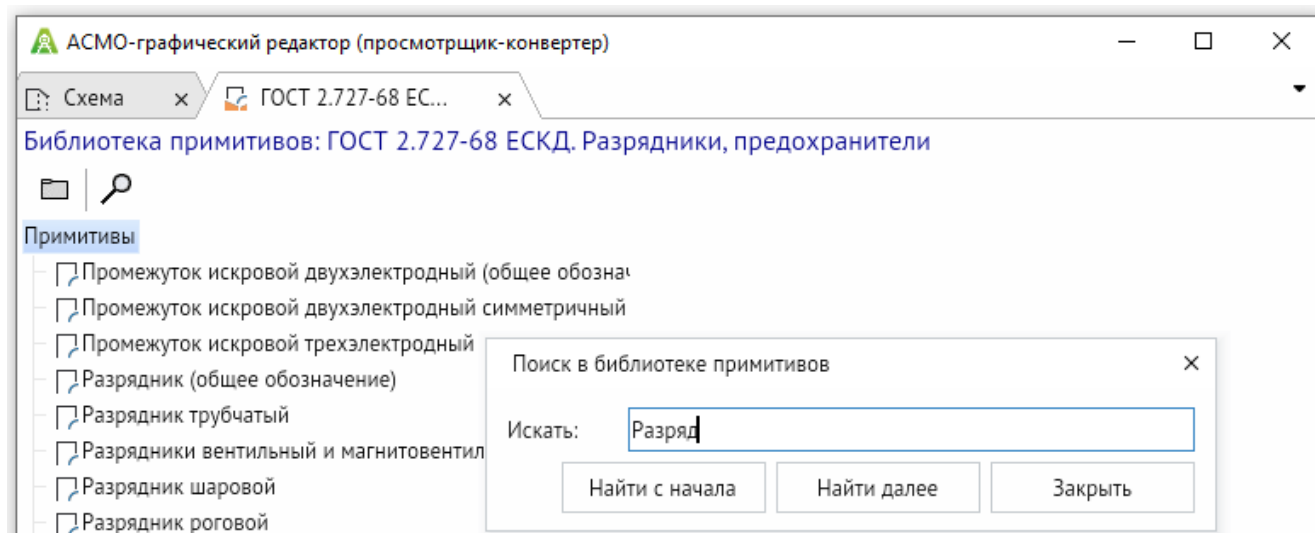 АСМО-графический редактор (просмотрщик-конвертер)
Схема
ГОСТ 2.727-68 ЕС...
Библиотека примитивов: ГОСТ 2.727-68 ЕСКД. Разрядники, предохранители
Примитивы
Промежуток искровой двухэлектродный (общее обознач
Промежуток искровой двухэлектродный симметричный
Промежуток искровой трехэлектродный
Разрядник (общее обозначение)
Разрядник трубчатый
Разрядники вентильный и магнитовентил
Разрядник шаровой
Разрядник роговой
Поиск в библиотеке примитивов
Искать: Разряд
Найти с начала Найти далее Закрыть